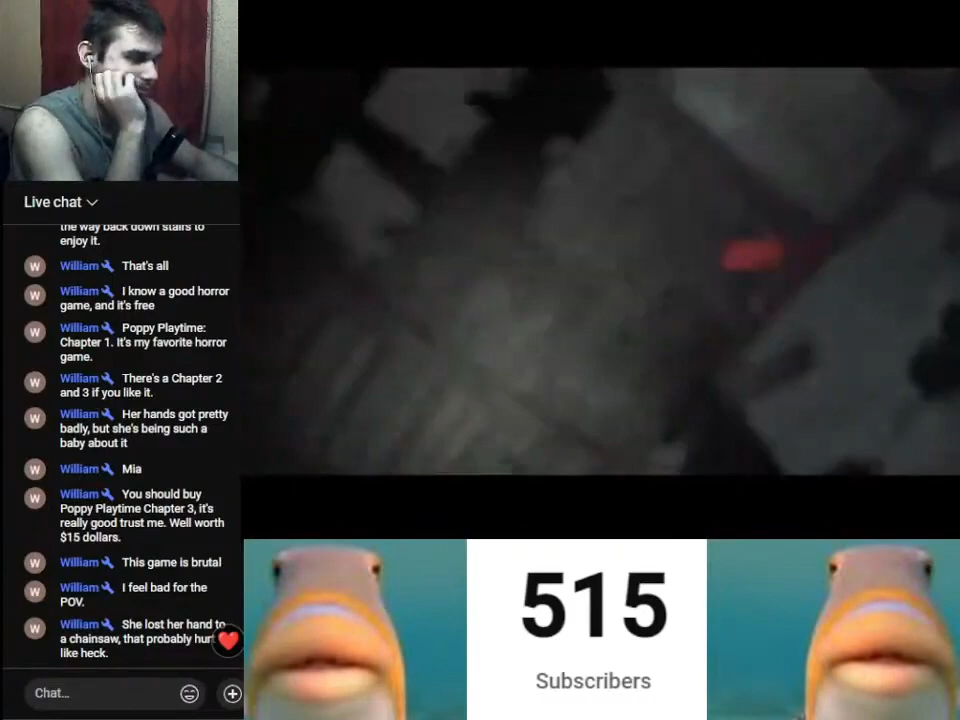 Live chat
the way back down stairs to
enjoy it.
W William That's all
W William I know a good horror
game, and it's free
W William Poppy Playtime:
Chapter 1. It's my favorite horror
game.
W William There's a Chapter 2
and 3 if you like it.
W William Her hands got pretty
badly, but she's being such a
baby about it
W William Mia
W William You should buy
Poppy Playtime Chapter 3, it's
really good trust me. Well worth
$15 dollars.
W William This game is brutal
W William I feel bad for the
POV.
W William She lost her hand to
a chainsaw, that probably hurt
like heck.
Chat...
515
Subscribers